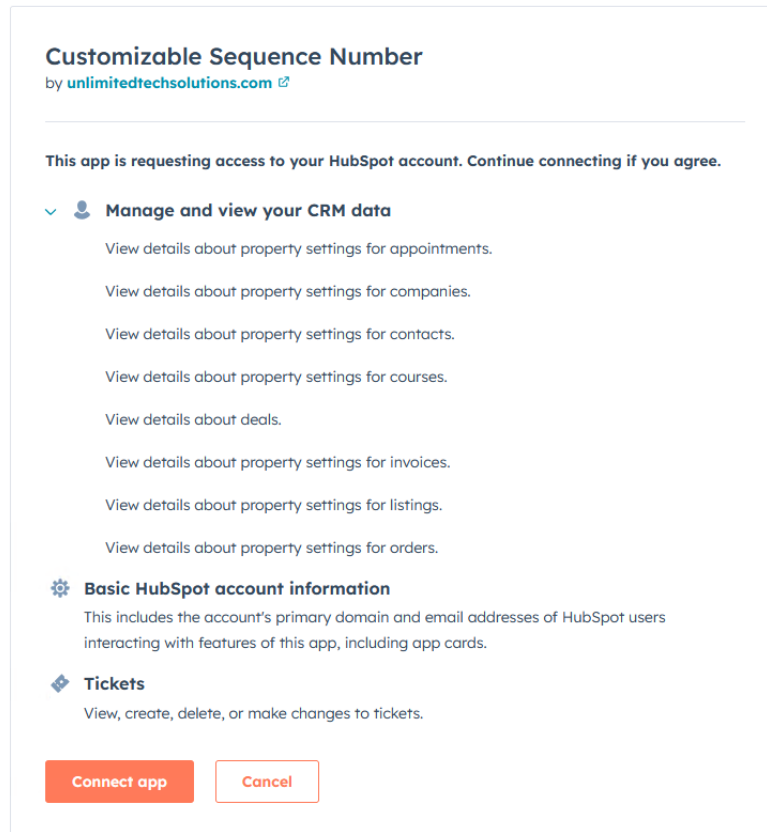 Customizable Sequence Number
by unlimitedtechsolutions.com
This app is requesting access to your HubSpot account. Continue connecting if you agree.
Manage and view your CRM data
View details about property settings for appointments.
View details about property settings for companies.
View details about property settings for contacts.
View details about property settings for courses.
View details about deals.
View details about property settings for invoices.
View details about property settings for listings.
View details about property settings for orders.
Basic HubSpot account information
This includes the account's primary domain and email addresses of HubSpot users
interacting with features of this app, including app cards.
Tickets
View, create, delete, or make changes to tickets.
Connect app
Cancel